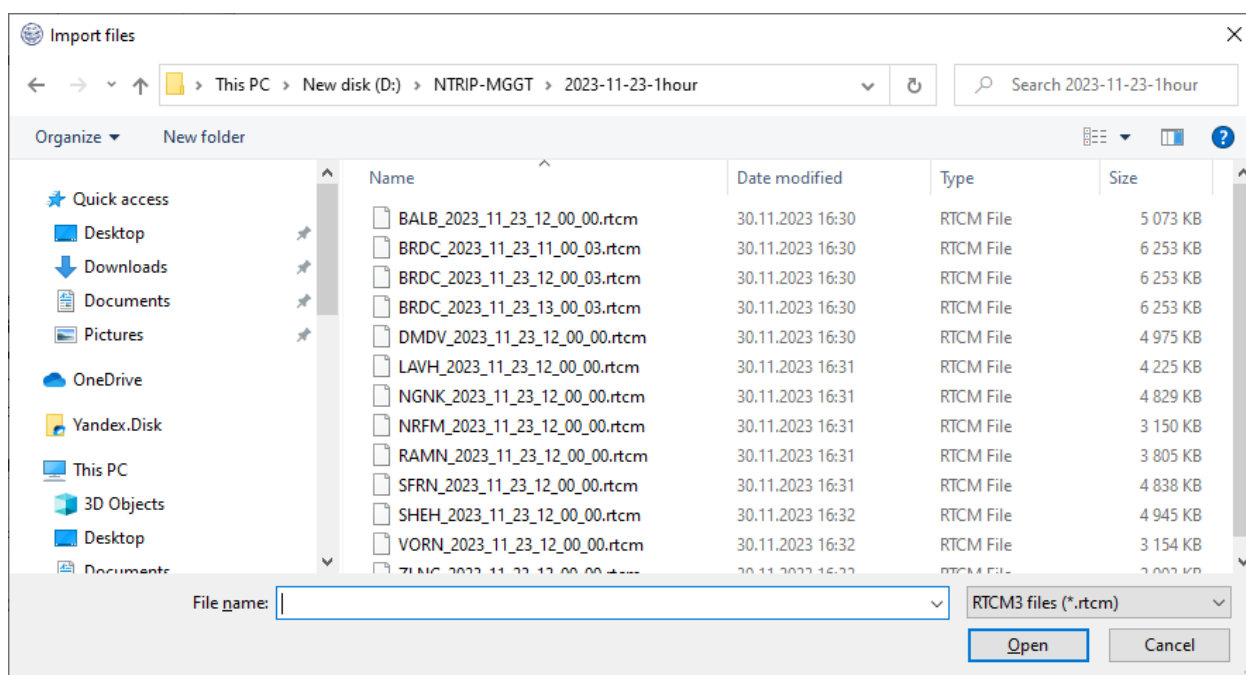 Import files
This PC > New disk (D:) > NTRIP-MGGT > 2023-11-23-1hour
Search 2023-11-23-1hour
Organize
New folder
Quick access
Desktop
Downloads
Documents
Pictures
OneDrive
Yandex.Disk
This PC
3D Objects
Desktop
Documents
Name Date modified Type Size
BALB_2023_11_23_12_00_00.rtcm 30.11.2023 16:30 RTCM File 5 073 KB
BRDC_2023_11_23_11_00_03.rtcm 30.11.2023 16:30 RTCM File 6 253 KB
BRDC_2023_11_23_12_00_03.rtcm 30.11.2023 16:30 RTCM File 6 253 KB
BRDC_2023_11_23_13_00_03.rtcm 30.11.2023 16:30 RTCM File 6 253 KB
DMDV_2023_11_23_12_00_00.rtcm 30.11.2023 16:30 RTCM File 4 975 KB
LAVH_2023_11_23_12_00_00.rtcm 30.11.2023 16:31 RTCM File 4 225 KB
NGNK_2023_11_23_12_00_00.rtcm 30.11.2023 16:31 RTCM File 4 829 KB
NRFM_2023_11_23_12_00_00.rtcm 30.11.2023 16:31 RTCM File 3 150 KB
RAMN_2023_11_23_12_00_00.rtcm 30.11.2023 16:31 RTCM File 3 805 KB
SFRN_2023_11_23_12_00_00.rtcm 30.11.2023 16:31 RTCM File 4 838 KB
SHEH_2023_11_23_12_00_00.rtcm 30.11.2023 16:32 RTCM File 4 945 KB
VORN_2023_11_23_12_00_00.rtcm 30.11.2023 16:32 RTCM File 3 154 KB
File name:
RTCM3 files (*.rtcm)
Open
Cancel